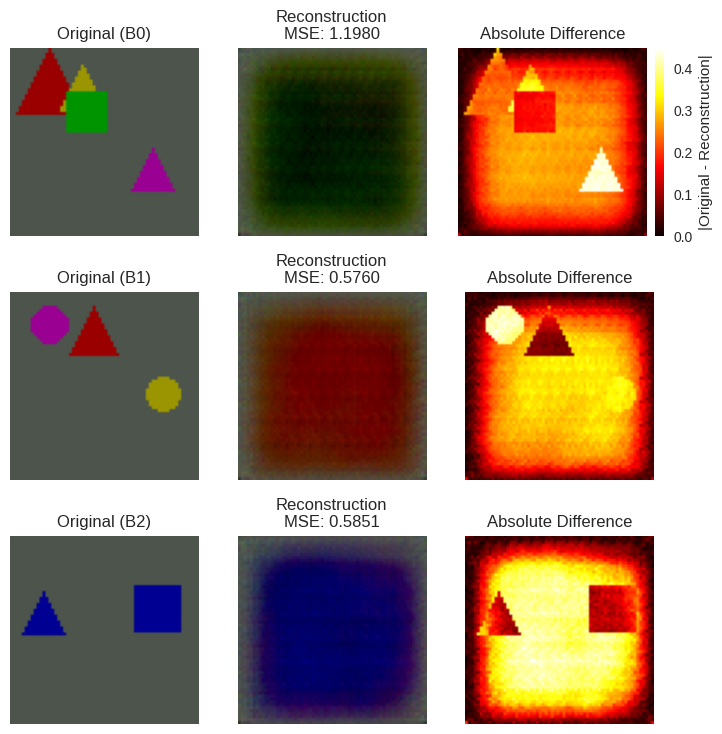 Original (B0)
Reconstruction
MSE: 1.1980
Absolute Difference
0.4
0.3
0.2
0.1
0.0
|Original - Reconstruction|
Original (B1)
Reconstruction
MSE: 0.5760
Absolute Difference
Original (B2)
Reconstruction
MSE: 0.5851
Absolute Difference